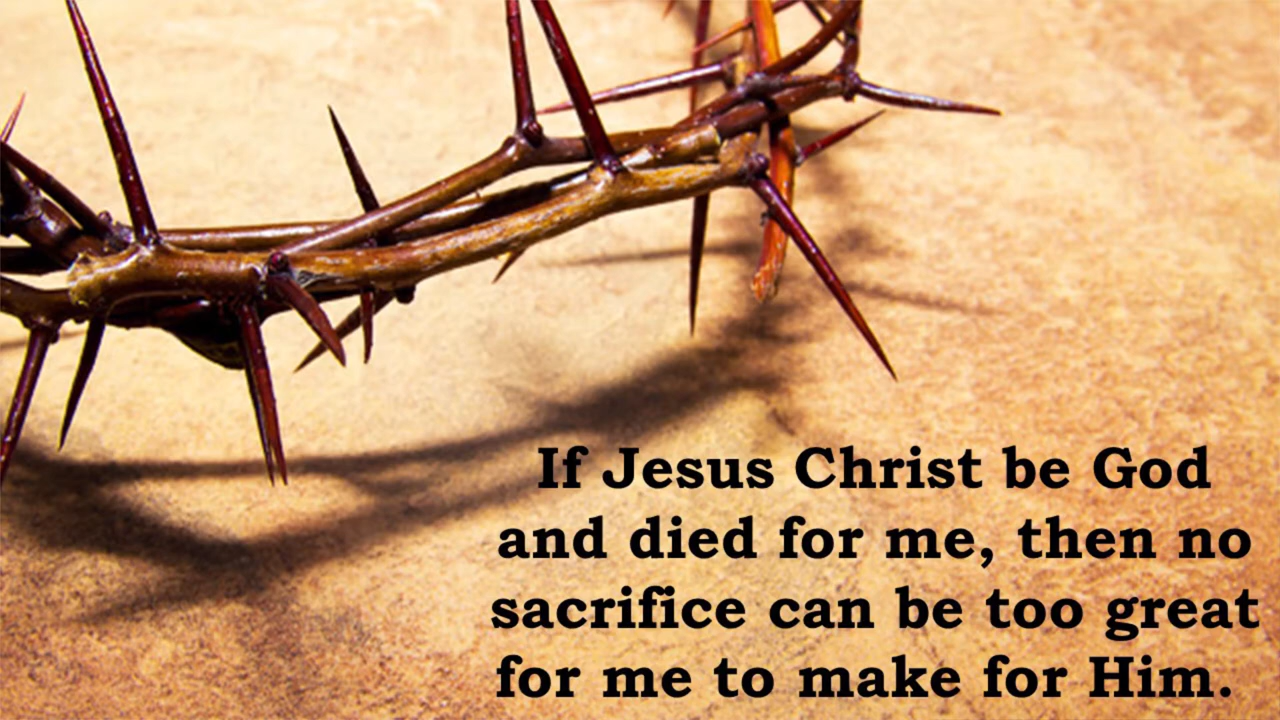 If Jesus Christ be God
and died for me, then no
sacrifice can be too great
for me to make for Him.